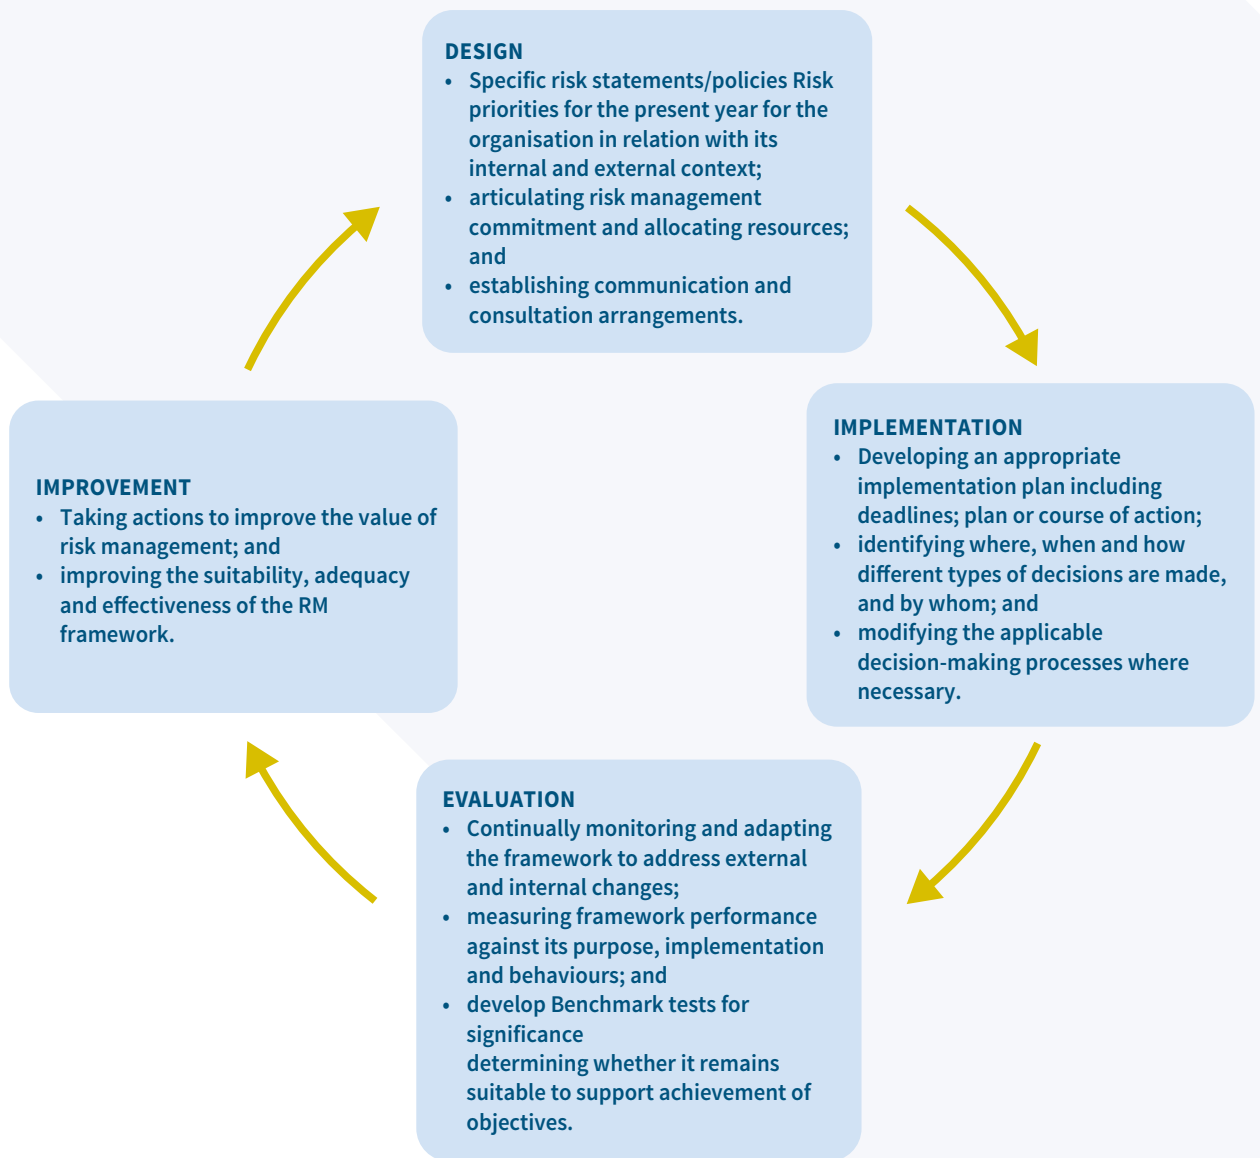 DESIGN
• Specific risk statements/policies Risk
priorities for the present year for the
organisation in relation with its
internal and external context;
• articulating risk management
commitment and allocating resources;
and
• establishing communication and
consultation arrangements.
IMPLEMENTATION
• Developing an appropriate
implementation plan including
deadlines; plan or course of action;
• identifying where, when and how
different types of decisions are made,
and by whom; and
• modifying the applicable
decision-making processes where
necessary.
EVALUATION
• Continually monitoring and adapting
the framework to address external
and internal changes;
• measuring framework performance
against its purpose, implementation
and behaviours; and
• develop Benchmark tests for
significance
determining whether it remains
suitable to support achievement of
objectives.
IMPROVEMENT
• Taking actions to improve the value of
risk management; and
• improving the suitability, adequacy
and effectiveness of the RM
framework.